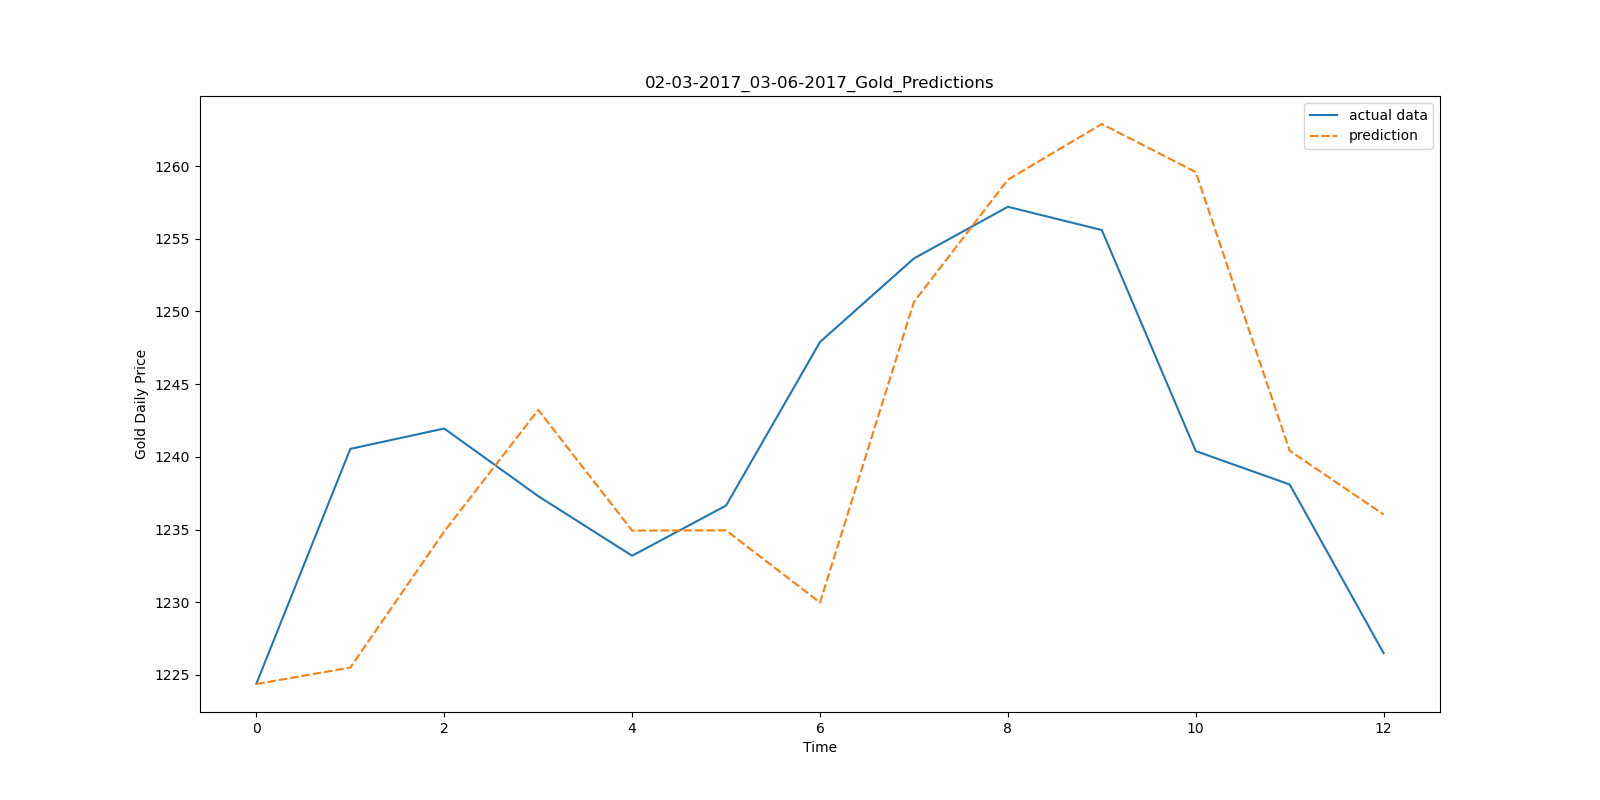 02-03-2017_03-06-2017_Gold_Predictions
actual data
prediction
Gold Daily Price
1260
1255
1250
1245
1240
1235
1230
1225
0 2 4 6 8 10 12
Time